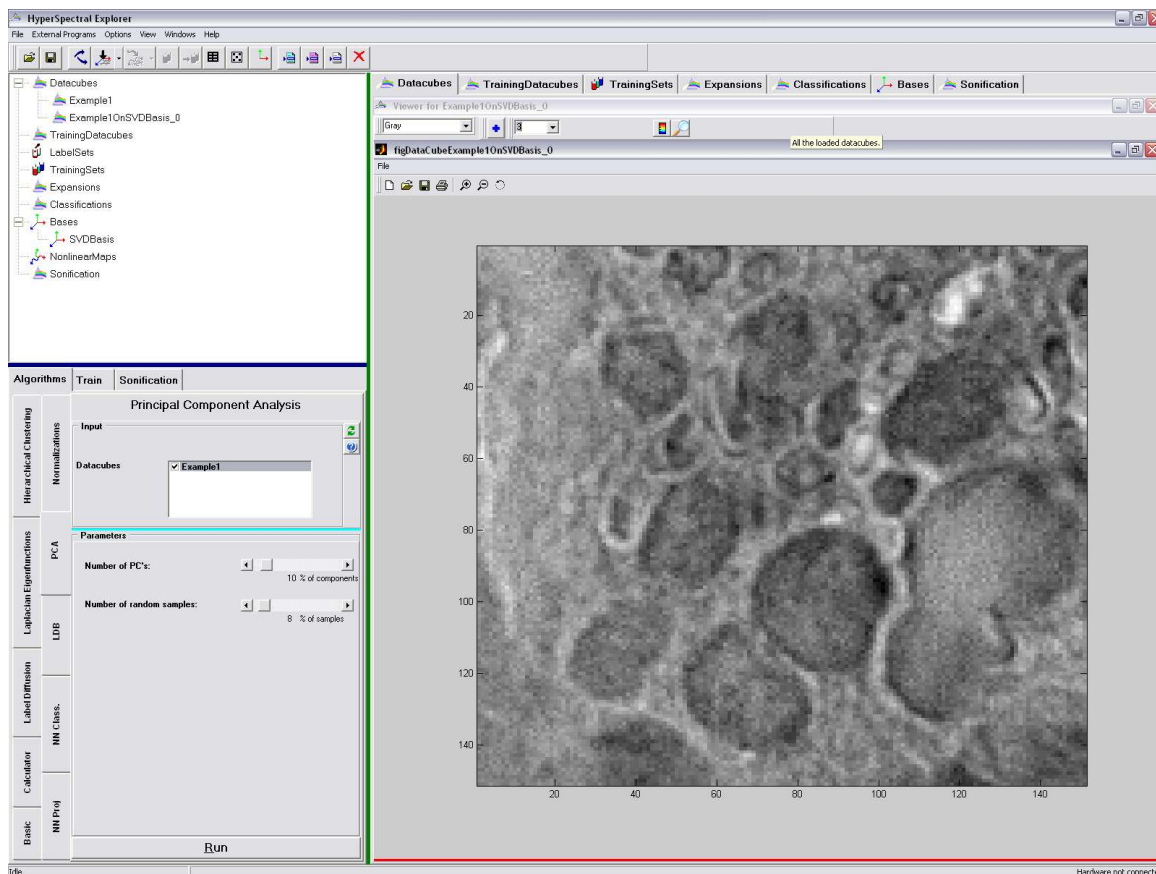 HyperSpectral Explorer
File External Programs Options View Windows Help
Datacubes
Example1
Example1OnSVDBasis_0
TrainingDatacubes
LabelSets
TrainingSets
Expansions
Classifications
Bases
SVDBasis
NonlinearMaps
Sonification
Algorithms Train Sonification
Hierarchical Clustering
Laplacian Eigenfunctions
Label Diffusion
Calculator
Basic
Normalizations
PCA
LDB
NN Class.
NN Proj
Principal Component Analysis
Input
Datacubes
Example1
Parameters
Number of PC's:
10 % of components
Number of random samples:
8 % of samples
Run
Idle
Datacubes TrainingDatacubes TrainingSets Expansions Classifications Bases Sonification
Viewer for Example1OnSVDBasis_0
Gray 3
All the loaded datacubes.
figDataCubeExample1OnSVDBasis_0
File
20
40
60
80
100
120
140
20 40 60 80 100 120 140
Hardware not connecte